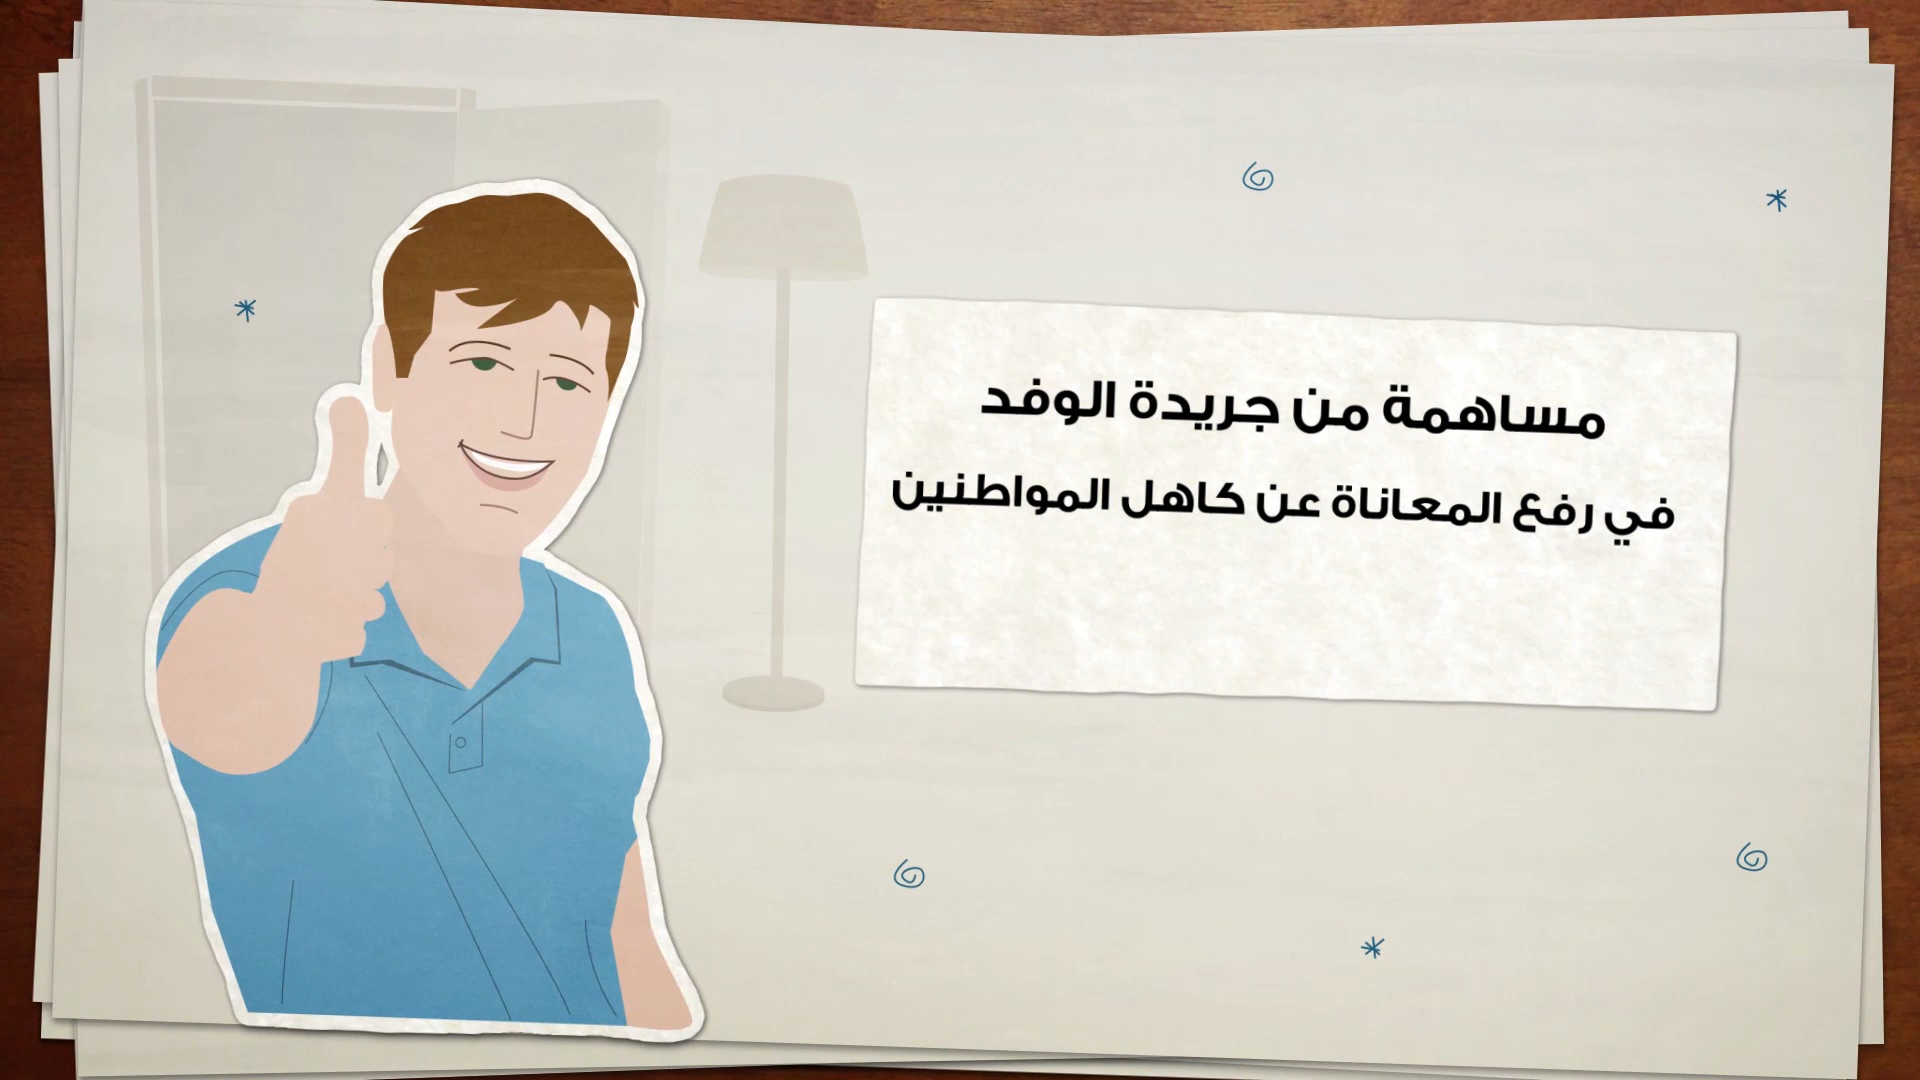 مساهمة من جريدة الوفد
في رفع المعاناة عن كاهل المواطنين